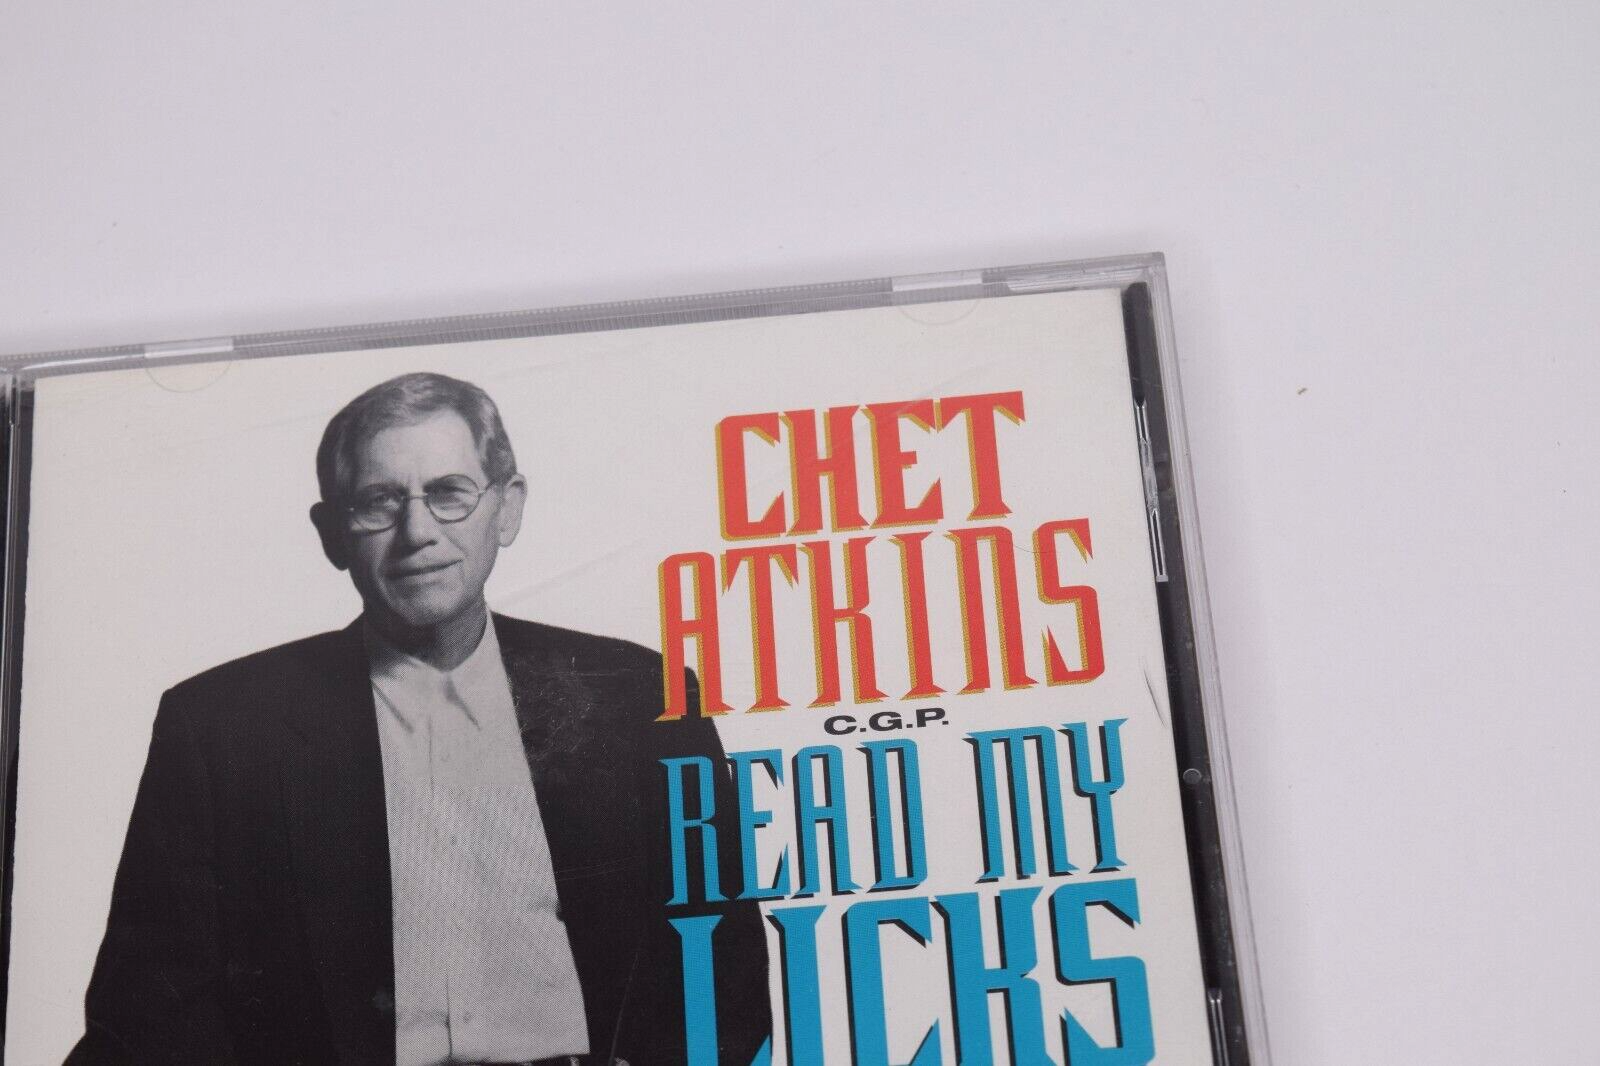 CHET
ATKINS
C.G.P.
READ MY
LICKS